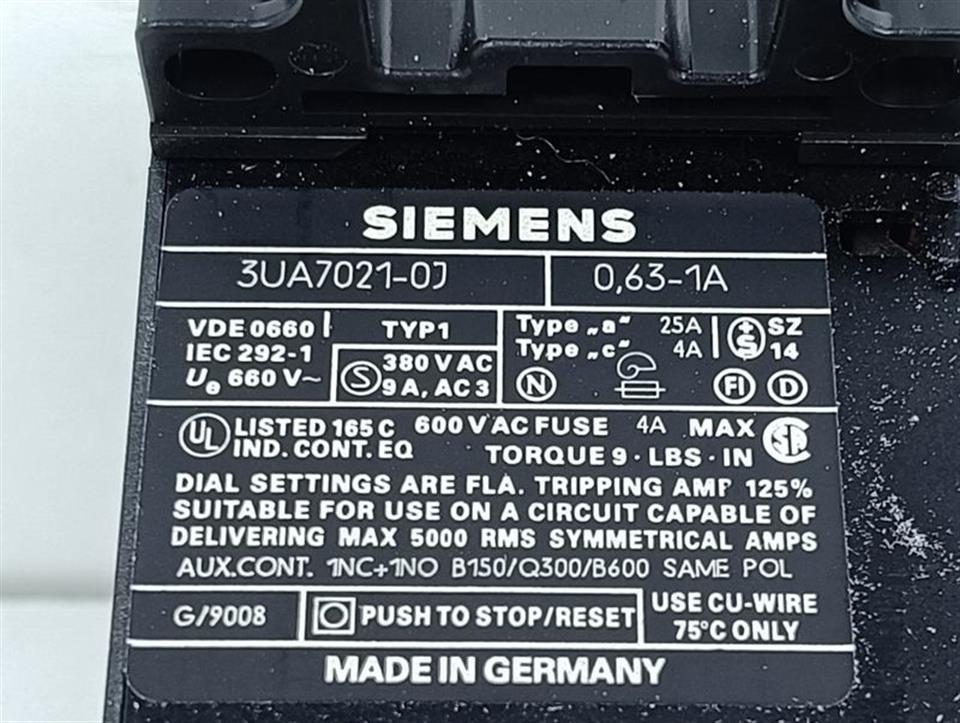 SIEMENS
3UA7021-0J 0,63-1A
VDE 0660 TYP1 Type „a" 25A SZ
IEC 292-1 380 V AC Type „c" 4A 14
Ue 660 V~ S 9 A, AC 3 N FI D
UL LISTED 165 C 600 V AC FUSE 4A MAX
IND. CONT. EQ TORQUE 9 · LBS · IN
DIAL SETTINGS ARE FLA. TRIPPING AMP 125%
SUITABLE FOR USE ON A CIRCUIT CAPABLE OF
DELIVERING MAX 5000 RMS SYMMETRICAL AMPS
AUX.CONT. 1NC+1NO B150/Q300/B600 SAME POL
G/9008 PUSH TO STOP/RESET USE CU-WIRE
75°C ONLY
MADE IN GERMANY